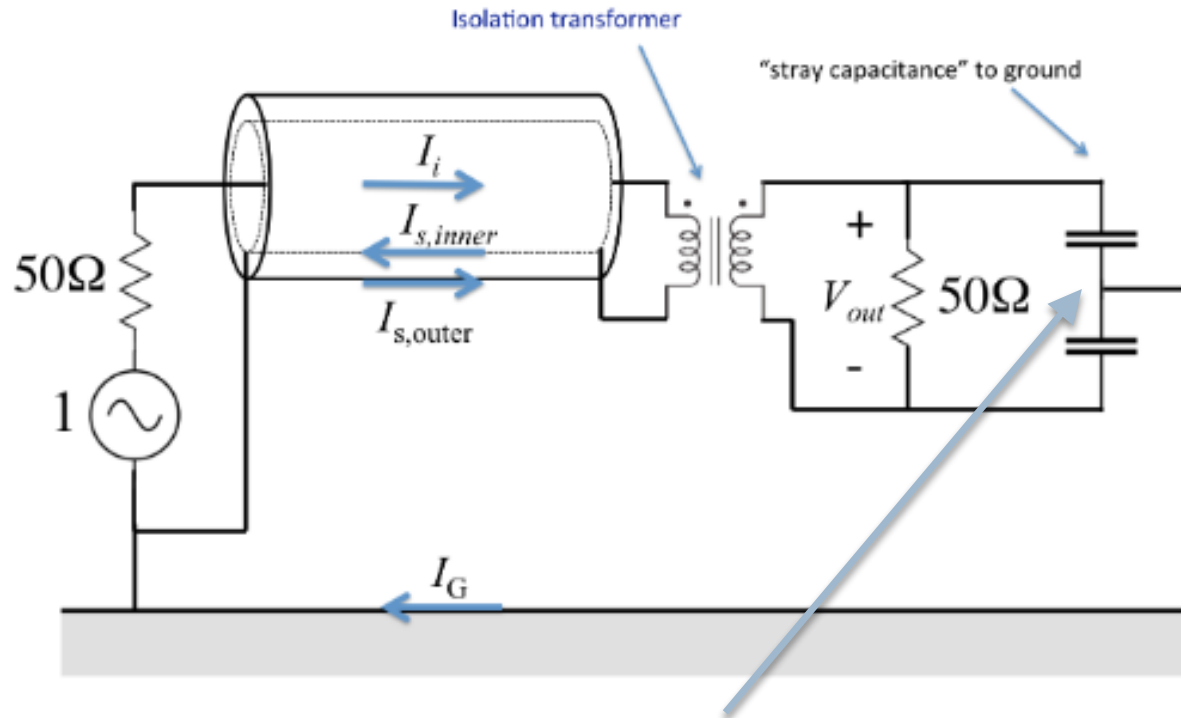 Isolation transformer
“stray capacitance” to ground
I_i
I_s,inner
I_s,outer
50Ω
1
+
V_out
50Ω
-
I_G